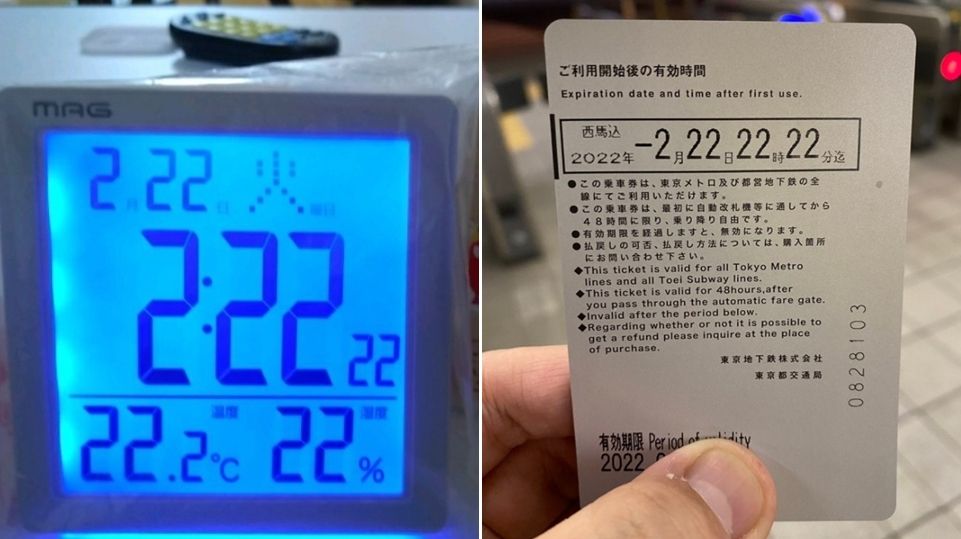 MAG
2月22日 火曜日
2:22 22
温度 湿度
22.2℃ 22%
ご利用開始後の有効時間
Expiration date and time after first use.
西馬込
2022年-2月22日22時22分迄
●この乗車券は、東京メトロ及び都営地下鉄の全
線にてご利用いただけます。
●この乗車券は、最初に自動改札機等に通してから
48時間に限り、乗り降り自由です。
●有効期限を経過しますと、無効になります。
●払戻しの可否、払戻し方法については、購入箇所
にお問い合わせ下さい。
◆This ticket is valid for all Tokyo Metro
lines and all Toei Subway lines.
◆This ticket is valid for 48hours,after
you pass through the automatic fare gate.
◆Invalid after the period below.
◆Regarding whether or not it is possible to
get a refund please inquire at the place
of purchase.
東京地下鉄株式会社
東京都交通局
0828103
有効期限 Period of validity
2022